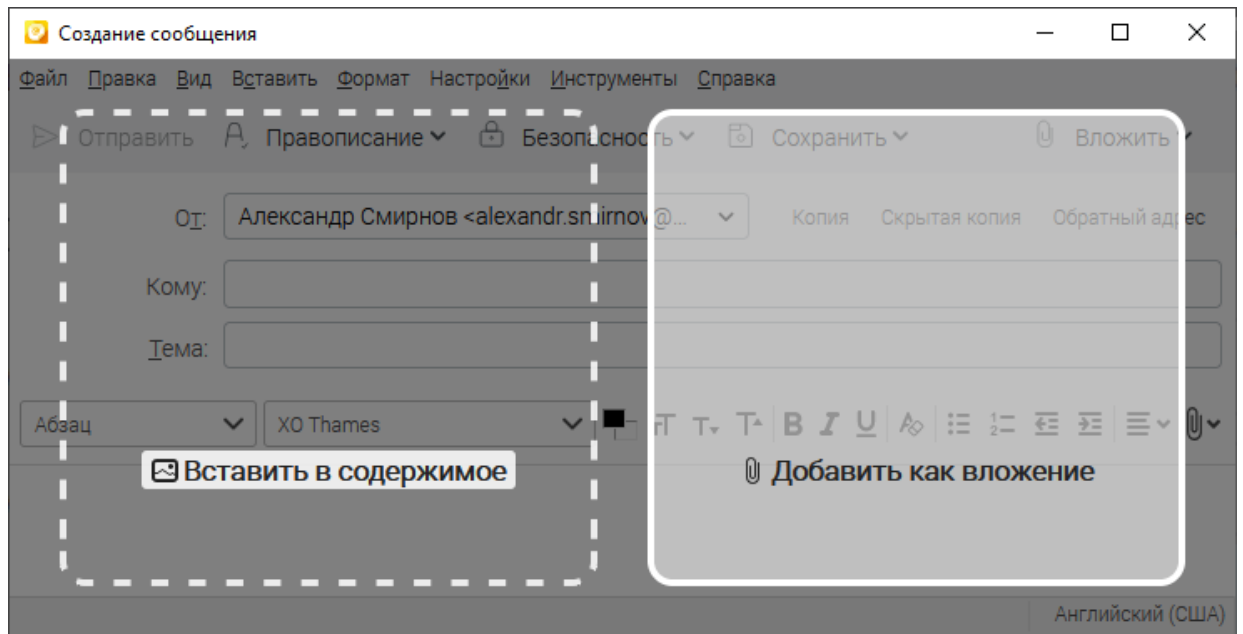 Создание сообщения
Файл Правка Вид Вставить Формат Настройки Инструменты Справка
Отправить Правописание Безопасность Сохранить Вложить
От: Александр Смирнов <alexandr.smirnov@... Копия Скрытая копия Обратный адрес
Кому:
Тема:
Абзац XO Thames
Вставить в содержимое Добавить как вложение
Английский (США)